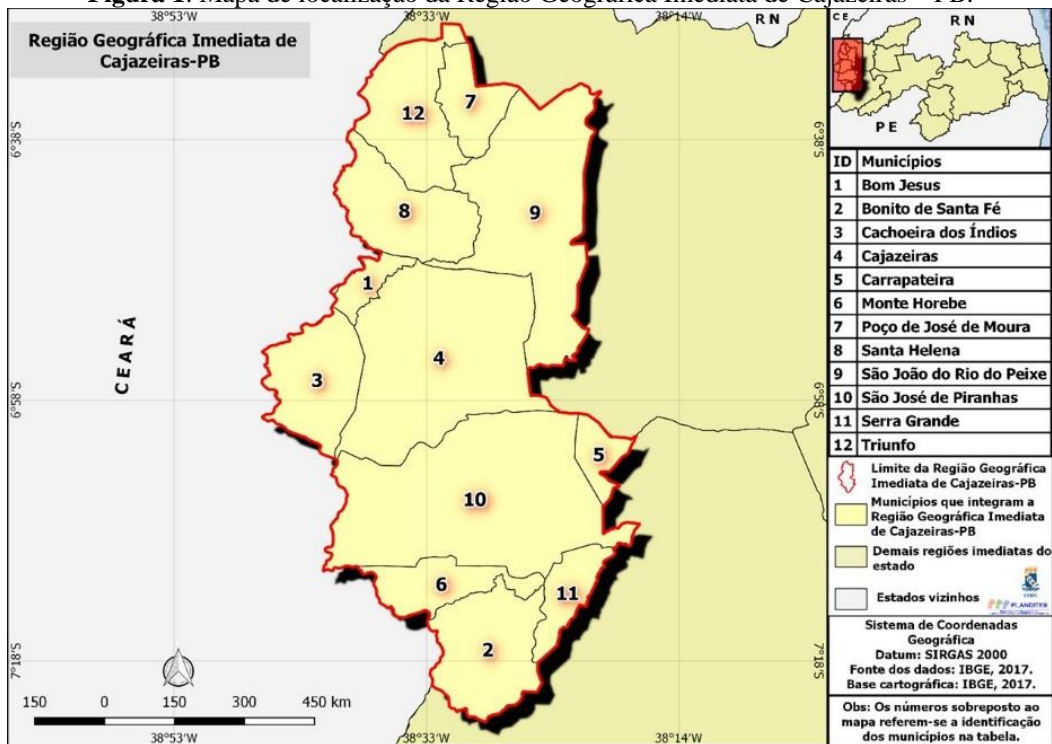 Figura 1. Mapa de localização da Região Geográfica Imediata de Cajazeiras – PB.
38°53'W 38°33'W 38°14'W
Região Geográfica Imediata de
Cajazeiras-PB
RN
CE
RN
PE
6°38'S
6°38'S
6°58'S
6°58'S
7°18'S
7°18'S
CEARÁ
12
7
8
9
1
4
3
5
10
6
11
2
ID Municípios
1 Bom Jesus
2 Bonito de Santa Fé
3 Cachoeira dos Índios
4 Cajazeiras
5 Carrapateira
6 Monte Horebe
7 Poço de José de Moura
8 Santa Helena
9 São João do Rio do Peixe
10 São José de Piranhas
11 Serra Grande
12 Triunfo
Limite da Região Geográfica
Imediata de Cajazeiras-PB
Municípios que integram a
Região Geográfica Imediata
de Cajazeiras-PB
Demais regiões imediatas do
estado
Estados vizinhos
PLANDITES
Sistema de Coordenadas
Geográfica
Datum: SIRGAS 2000
Fonte dos dados: IBGE, 2017.
Base cartográfica: IBGE, 2017.
Obs: Os números sobreposto ao
mapa referem-se a identificação
dos municípios na tabela.
150 0 150 300 450 km
38°53'W 38°33'W 38°14'W